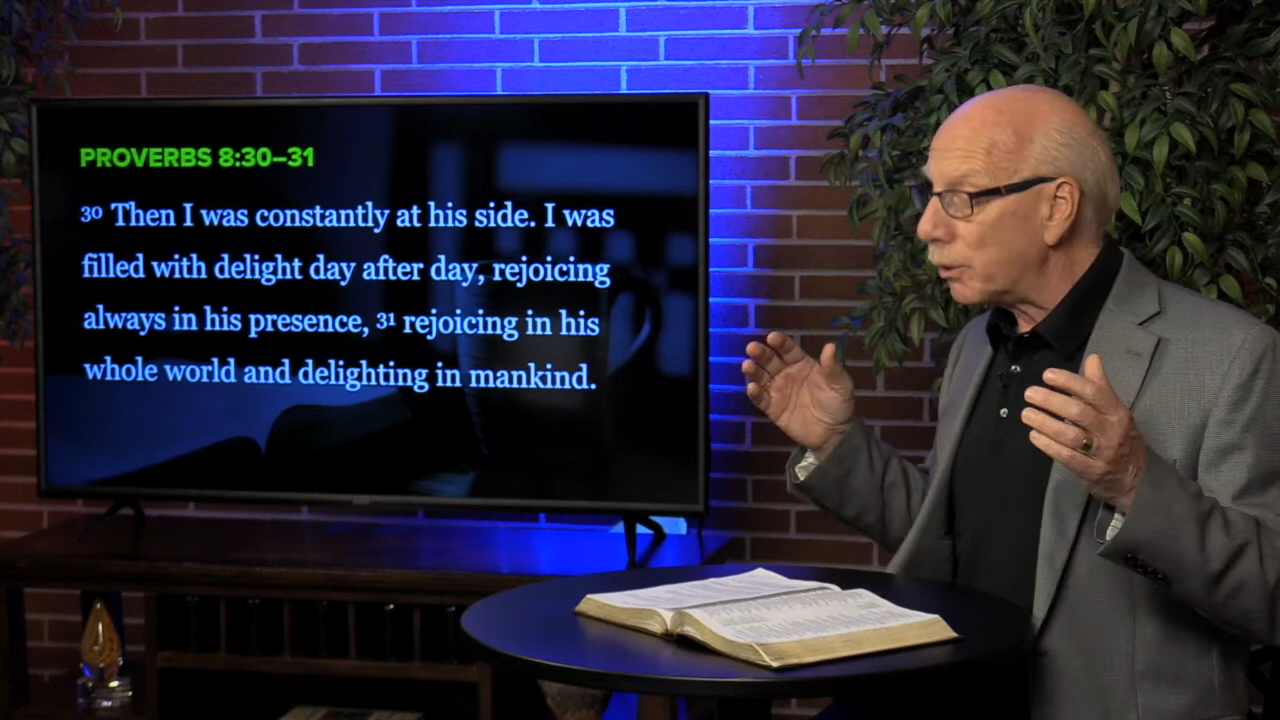 PROVERBS 8:30–31
³⁰ Then I was constantly at his side. I was
filled with delight day after day, rejoicing
always in his presence, ³¹ rejoicing in his
whole world and delighting in mankind.